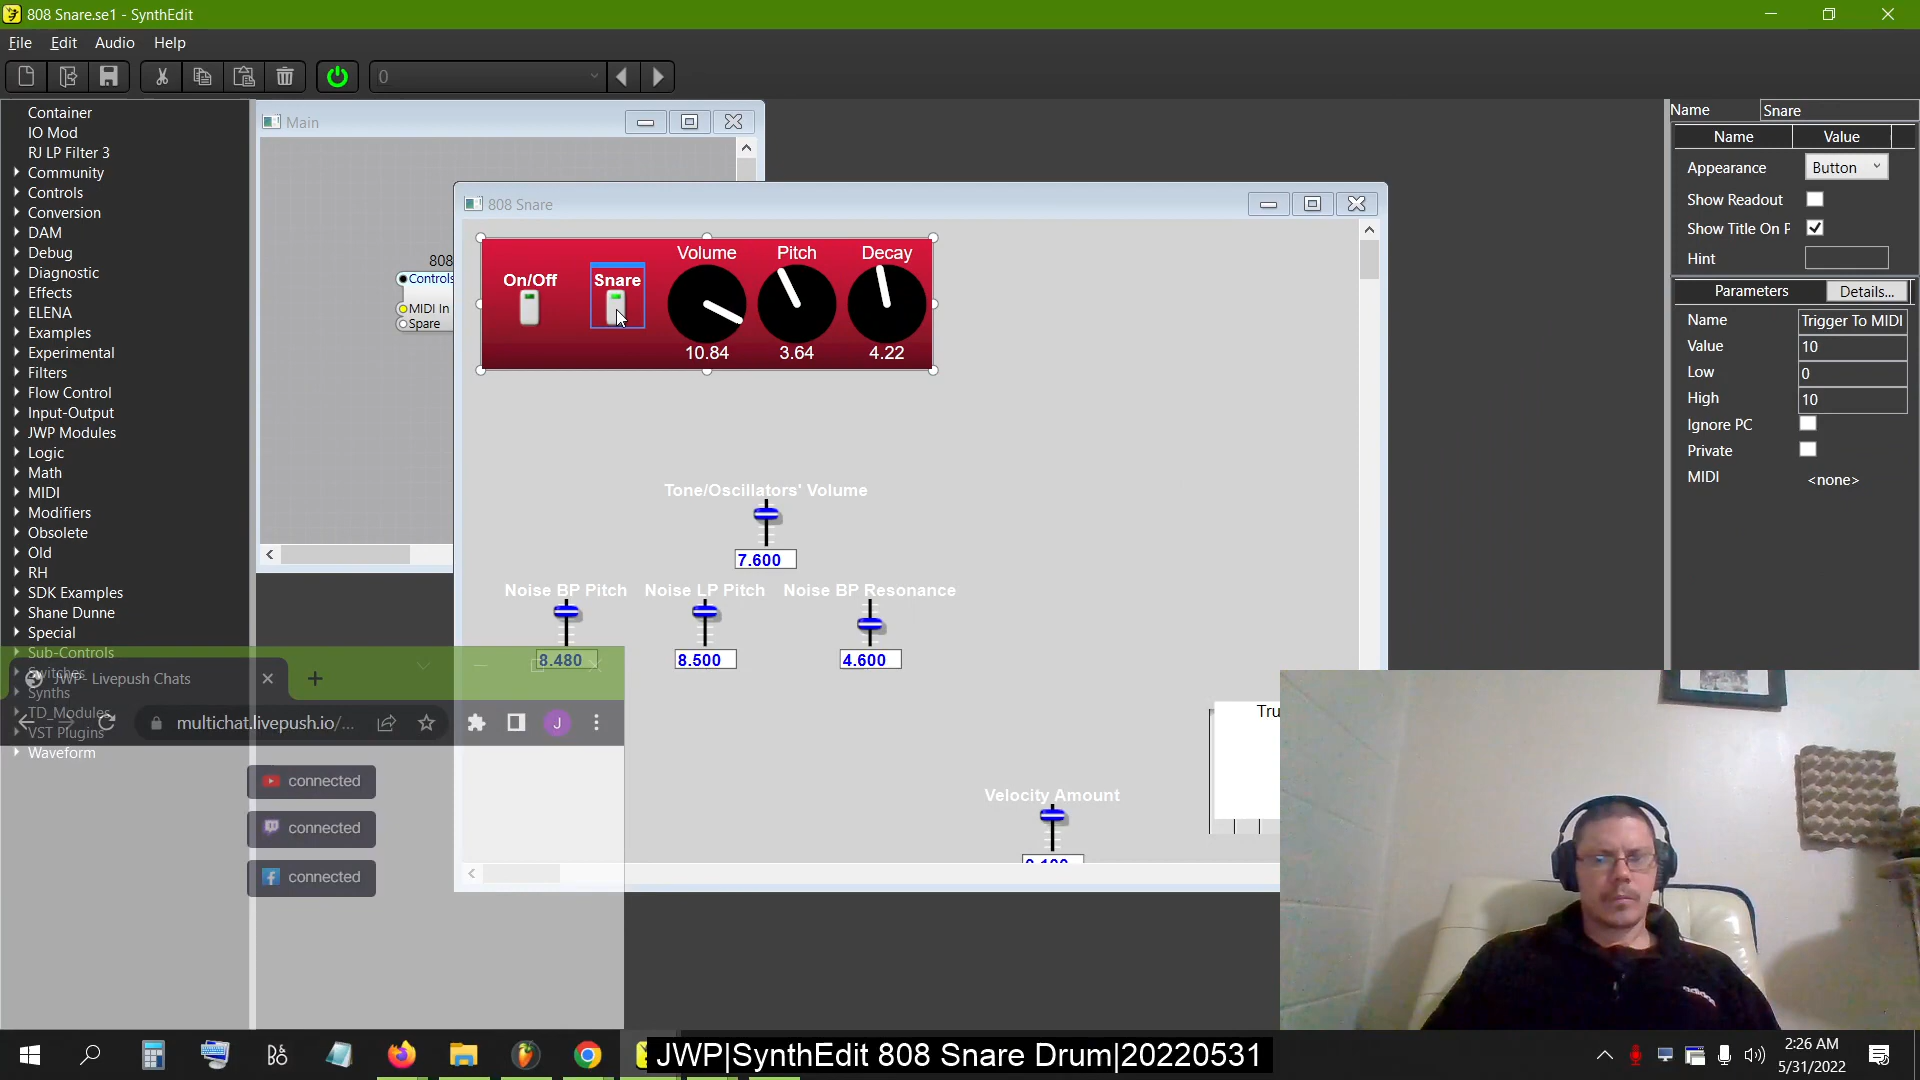 808 Snare.se1 - SynthEdit
File Edit Audio Help
0
Container
IO Mod
RJ LP Filter 3
Community
Controls
Conversion
DAM
Debug
Diagnostic
Effects
ELENA
Examples
Experimental
Filters
Flow Control
Input-Output
JWP Modules
Logic
Math
MIDI
Modifiers
Obsolete
Old
RH
SDK Examples
Shane Dunne
Special
Sub-Controls
Switches
Synths
TD_Modules
VST Plugins
Waveform
Main
808
Controls
MIDI In
Spare
808 Snare
On/Off
Snare
Volume
Pitch
Decay
10.84
3.64
4.22
Tone/Oscillators' Volume
7.600
Noise BP Pitch
Noise LP Pitch
Noise BP Resonance
8.480
8.500
4.600
Tru
Velocity Amount
JWP- Livepush Chats
multichat.livepush.io/...
J
connected
connected
connected
Name Snare
Name Value
Appearance Button
Show Readout
Show Title On P
Hint
Parameters Details...
Name Trigger To MIDI
Value 10
Low 0
High 10
Ignore PC
Private
MIDI <none>
adidas
JWP|SynthEdit 808 Snare Drum|20220531
2:26 AM
5/31/2022